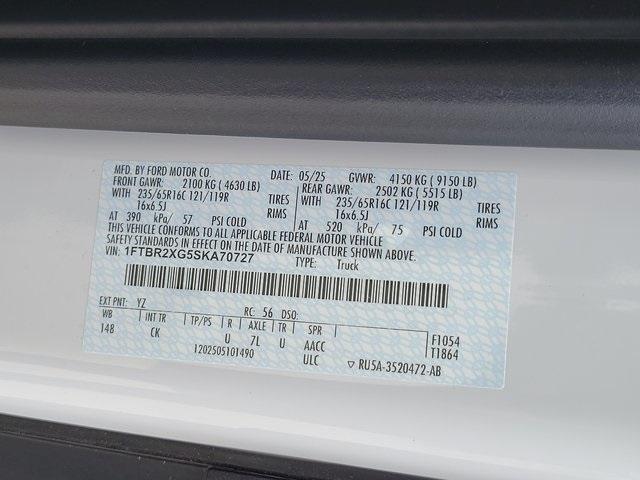 MFD. BY FORD MOTOR CO. DATE: 05/25 GVWR: 4150 KG ( 9150 LB)
FRONT GAWR: 2100 KG ( 4630 LB) REAR GAWR: 2502 KG ( 5515 LB)
WITH 235/65R16C 121/119R TIRES WITH 235/65R16C 121/119R TIRES
16x6.5J RIMS 16x6.5J RIMS
AT 390 kPa/ 57 PSI COLD AT 520 kPa/ 75 PSI COLD
THIS VEHICLE CONFORMS TO ALL APPLICABLE FEDERAL MOTOR VEHICLE
SAFETY STANDARDS IN EFFECT ON THE DATE OF MANUFACTURE SHOWN ABOVE.
VIN: 1FTBR2XG5SKA70727 TYPE: Truck
EXT PNT: YZ RC: 56 DSO:
WB INT TR TP/PS R AXLE TR SPR F1054
148 CK U 7L U AACC T1864
1202505101490 ULC RU5A-3520472-AB